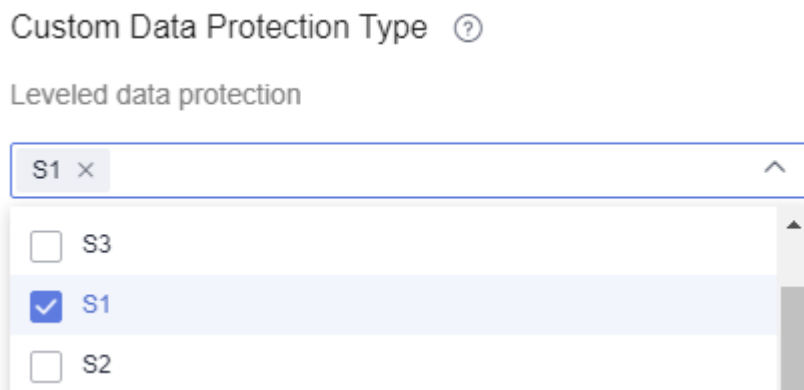 Custom Data Protection Type ?
Leveled data protection
S1 ×
S3
S1
S2